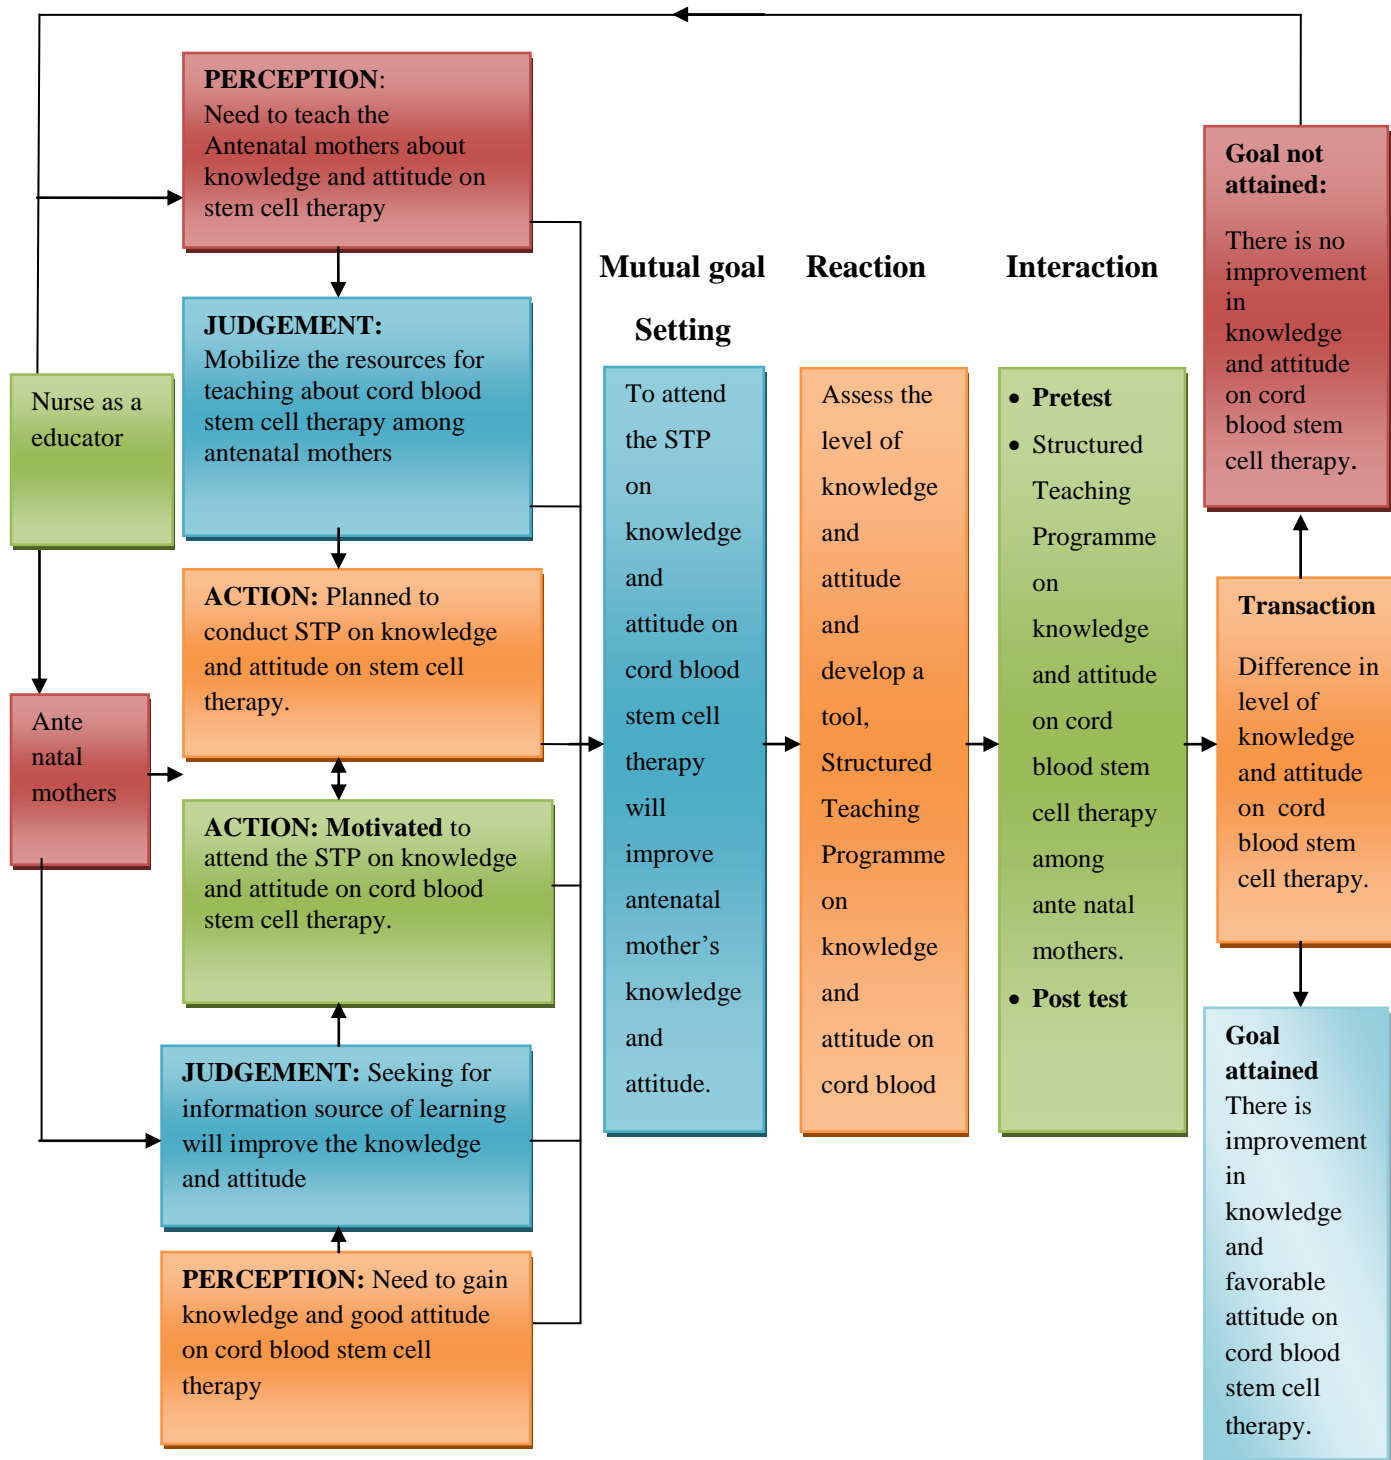 PERCEPTION:
Need to teach the
Antenatal mothers about
knowledge and attitude on
stem cell therapy
JUDGEMENT:
Mobilize the resources for
teaching about cord blood
stem cell therapy among
antenatal mothers
Nurse as a
educator
ACTION: Planned to
conduct STP on knowledge
and attitude on stem cell
therapy.
Ante
natal
mothers
ACTION: Motivated to
attend the STP on knowledge
and attitude on cord blood
stem cell therapy.
JUDGEMENT: Seeking for
information source of learning
will improve the knowledge
and attitude
PERCEPTION: Need to gain
knowledge and good attitude
on cord blood stem cell
therapy
Mutual goal
Setting
To attend
the STP
on
knowledge
and
attitude on
cord blood
stem cell
therapy
will
improve
antenatal
mother’s
knowledge
and
attitude.
Reaction
Assess the
level of
knowledge
and
attitude
and
develop a
tool,
Structured
Teaching
Programme
on
knowledge
and
attitude on
cord blood
Interaction
• Pretest
• Structured
Teaching
Programme
on
knowledge
and attitude
on cord
blood stem
cell therapy
among
ante natal
mothers.
• Post test
Goal not
attained:
There is no
improvement
in
knowledge
and attitude
on cord
blood stem
cell therapy.
Transaction
Difference in
level of
knowledge
and attitude
on cord
blood stem
cell therapy.
Goal
attained
There is
improvement
in
knowledge
and
favorable
attitude on
cord blood
stem cell
therapy.